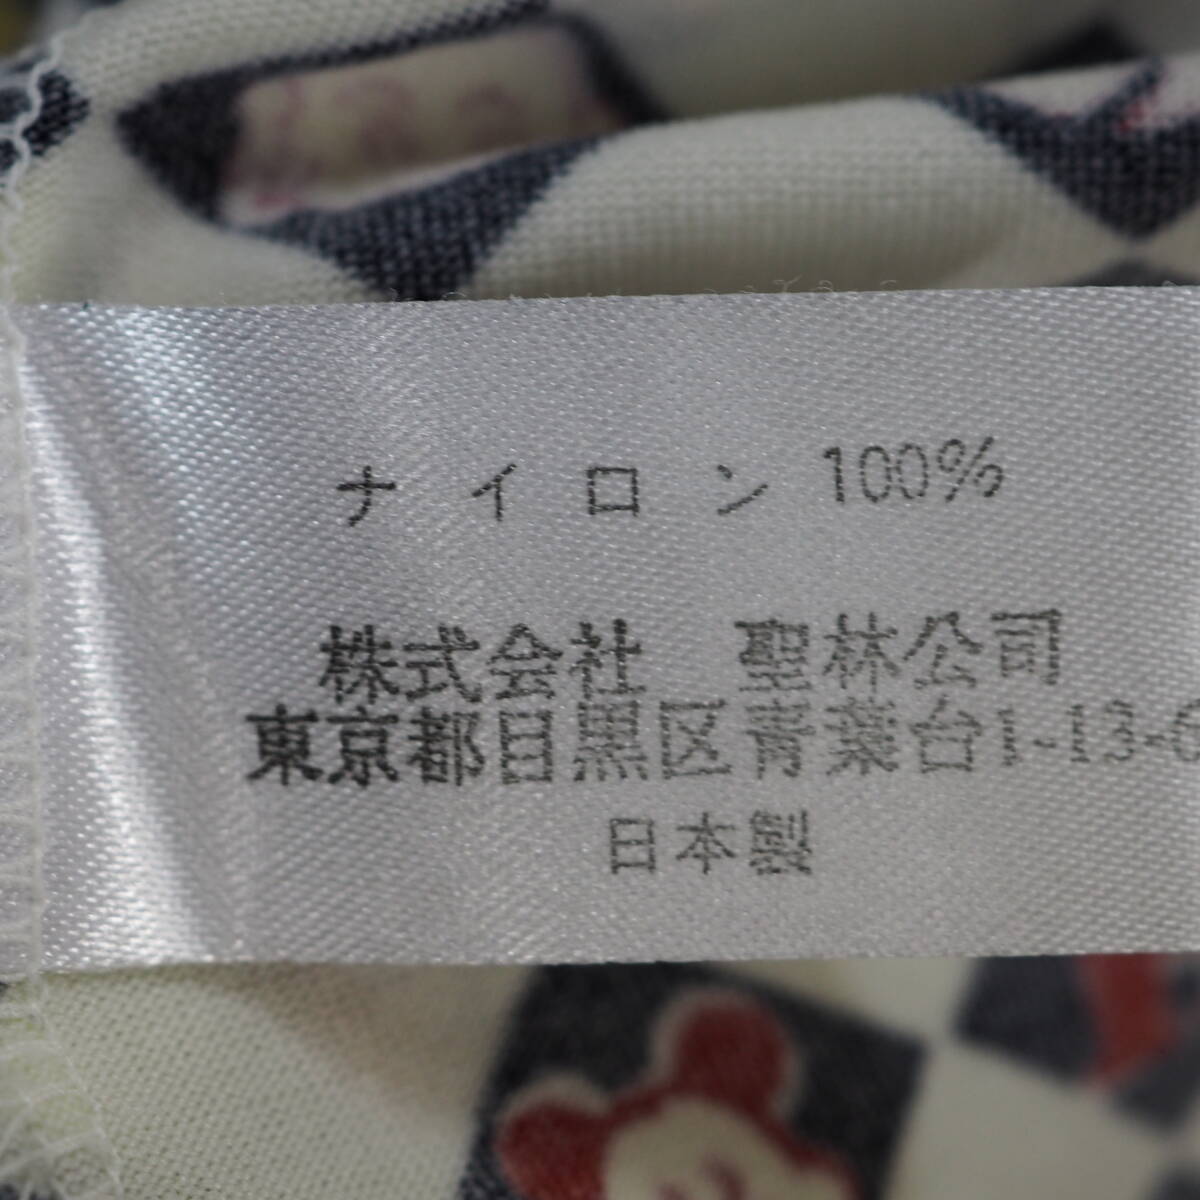 ナイロン 100%
株式会社　聖林公司
東京都目黒区青葉台1-13-6
日本製